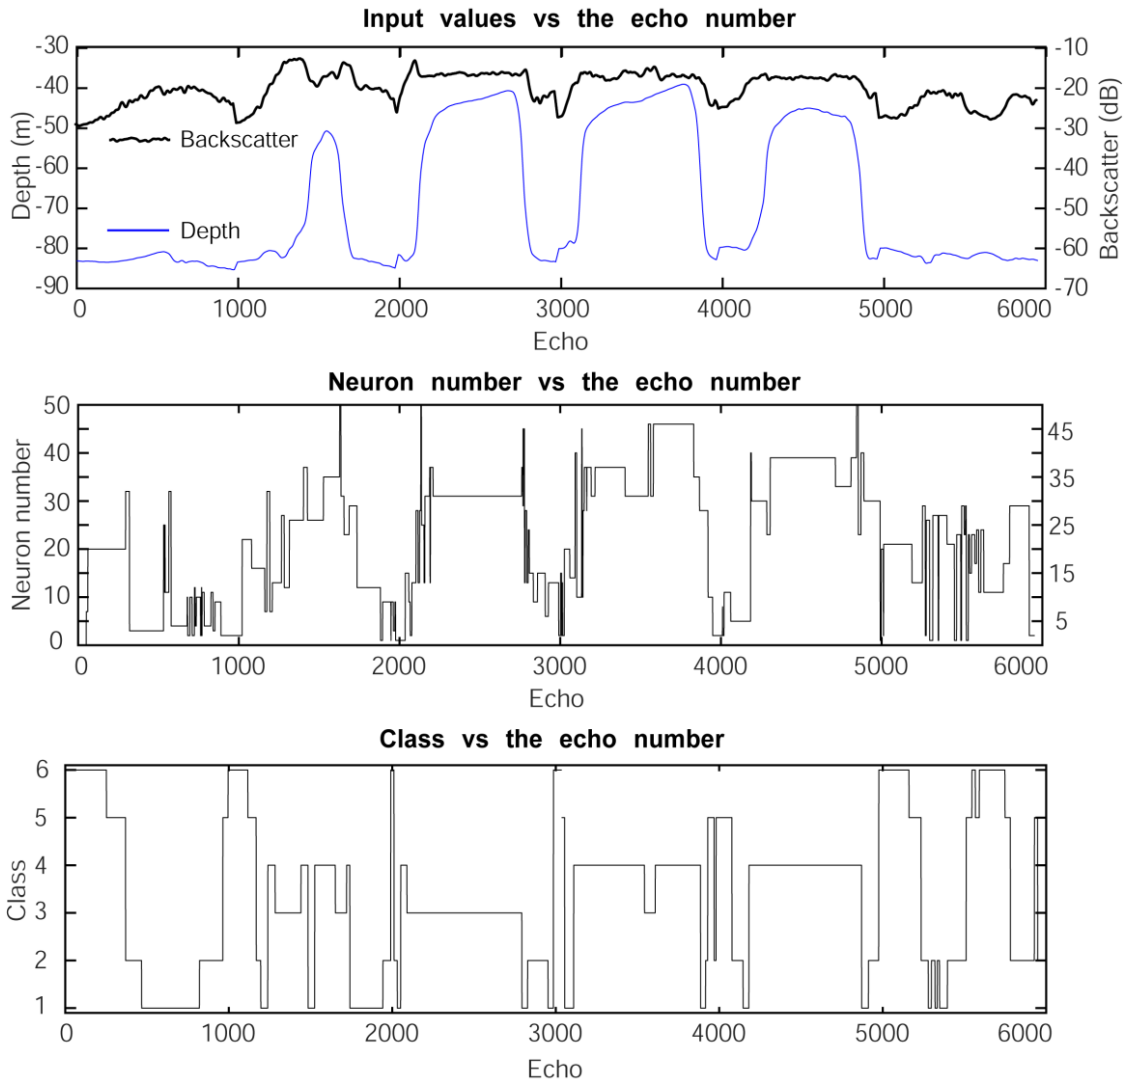 Input values vs the echo number
-30 -10
-40 -20
-50 -30
Backscatter
-60 -40
-70 -50
Depth
-80 -60
-90 -70
Depth (m)
Backscatter (dB)
0 1000 2000 3000 4000 5000 6000
Echo
Neuron number vs the echo number
50
45
40
35
30
25
20
15
10
5
0
Neuron number
0 1000 2000 3000 4000 5000 6000
Echo
Class vs the echo number
6
5
4
3
2
1
Class
0 1000 2000 3000 4000 5000 6000
Echo